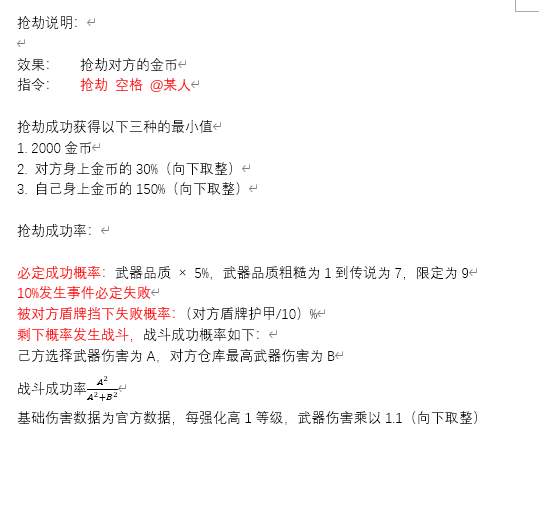 抢劫说明:
效果: 抢劫对方的金币
指令: 抢劫 空格 @某人
抢劫成功获得以下三种的最小值
1. 2000 金币
2. 对方身上金币的 30%（向下取整）
3. 自己身上金币的 150%（向下取整）
抢劫成功率:
必定成功概率: 武器品质 × 5%，武器品质粗糙为 1 到传说为 7，限定为 9
10%发生事件必定失败
被对方盾牌挡下失败概率:（对方盾牌护甲/10）%
剩下概率发生战斗，战斗成功概率如下:
己方选择武器伤害为 A，对方仓库最高武器伤害为 B
战斗成功率 A²/(A²+B²)
基础伤害数据为官方数据，每强化高 1 等级，武器伤害乘以 1.1（向下取整）